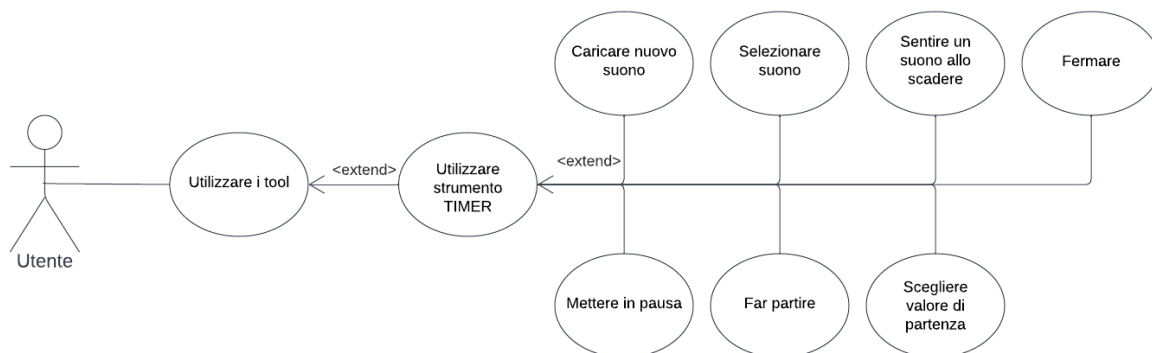 Caricare nuovo
suono
Selezionare
suono
Sentire un
suono allo
scadere
Fermare
Utilizzare i tool
<extend>
Utilizzare
strumento
TIMER
<extend>
Utente
Mettere in pausa
Far partire
Scegliere
valore di
partenza